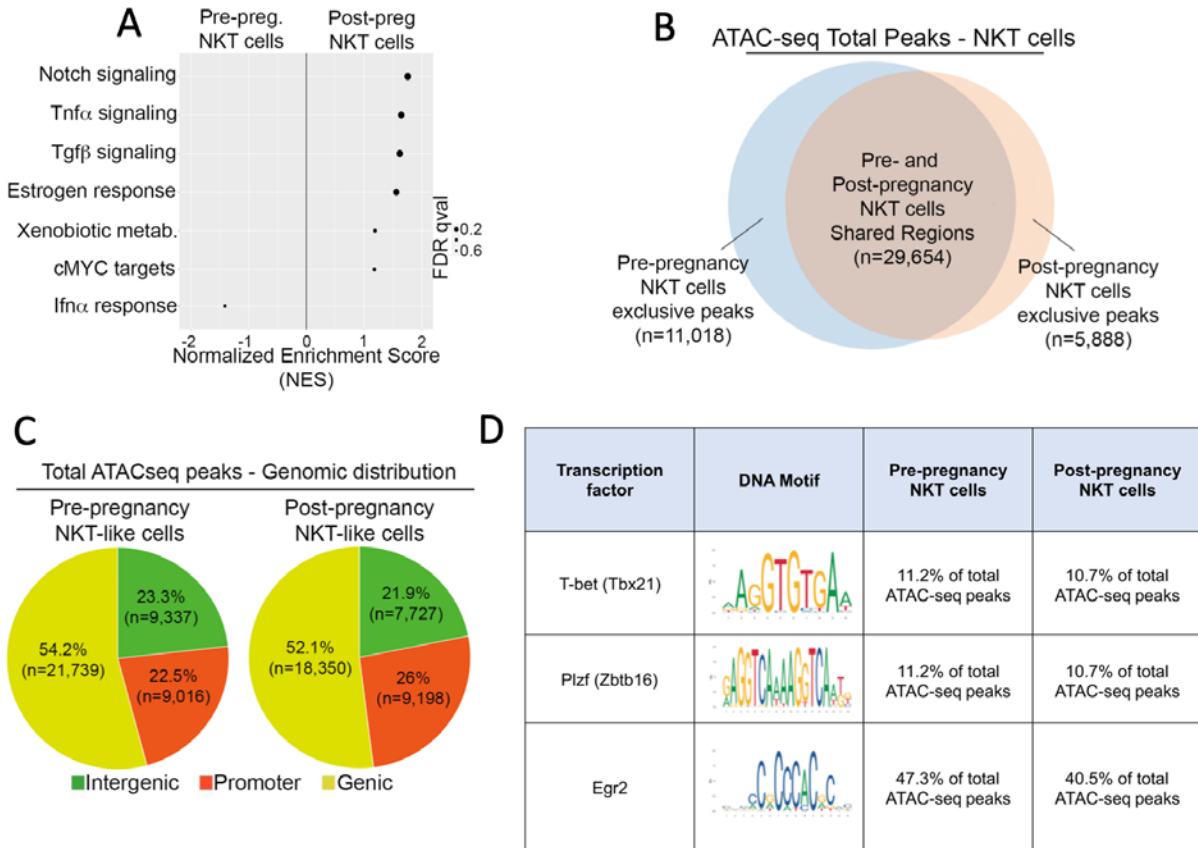 A
Pre-preg.
NKT cells
Post-preg
NKT cells
Notch signaling
Tnfα signaling
Tgfβ signaling
Estrogen response
Xenobiotic metab.
cMYC targets
Ifnα response
FDR qval
0.2
0.6
-2 -1 0 1 2
Normalized Enrichment Score
(NES)
B
ATAC-seq Total Peaks - NKT cells
Pre- and
Post-pregnancy
NKT cells
Shared Regions
(n=29,654)
Pre-pregnancy
NKT cells
exclusive peaks
(n=11,018)
Post-pregnancy
NKT cells
exclusive peaks
(n=5,888)
C
Total ATACseq peaks - Genomic distribution
Pre-pregnancy
NKT-like cells
Post-pregnancy
NKT-like cells
23.3%
(n=9,337)
54.2%
(n=21,739)
22.5%
(n=9,016)
21.9%
(n=7,727)
52.1%
(n=18,350)
26%
(n=9,198)
Intergenic Promoter Genic
D
Transcription
factor
DNA Motif
Pre-pregnancy
NKT cells
Post-pregnancy
NKT cells
T-bet (Tbx21)
AGGTGTGA
11.2% of total
ATAC-seq peaks
10.7% of total
ATAC-seq peaks
Plzf (Zbtb16)
GAGGTCAAAAGGTCA
11.2% of total
ATAC-seq peaks
10.7% of total
ATAC-seq peaks
Egr2
47.3% of total
ATAC-seq peaks
40.5% of total
ATAC-seq peaks